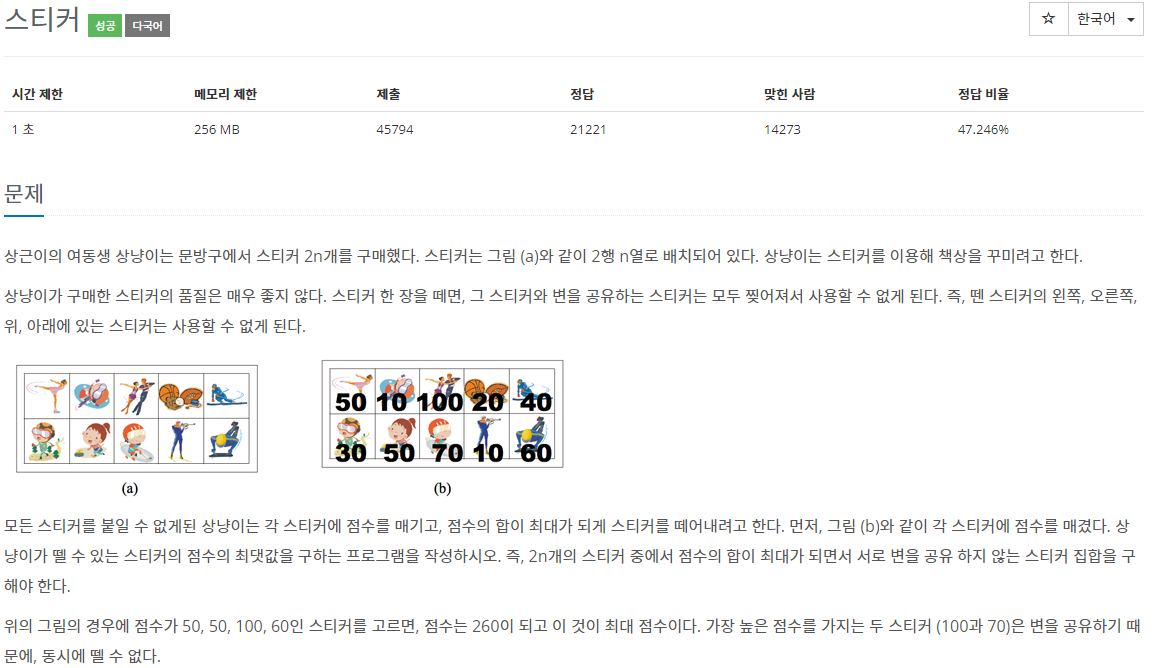 스티커 성공 다국어 ☆ 한국어
시간 제한 메모리 제한 제출 정답 맞힌 사람 정답 비율
1 초 256 MB 45794 21221 14273 47.246%
문제
상근이의 여동생 상냥이는 문방구에서 스티커 2n개를 구매했다. 스티커는 그림 (a)와 같이 2행 n열로 배치되어 있다. 상냥이는 스티커를 이용해 책상을 꾸미려고 한다.
상냥이가 구매한 스티커의 품질은 매우 좋지 않다. 스티커 한 장을 떼면, 그 스티커와 변을 공유하는 스티커는 모두 찢어져서 사용할 수 없게 된다. 즉, 뗀 스티커의 왼쪽, 오른쪽,
위, 아래에 있는 스티커는 사용할 수 없게 된다.
50 10 100 20 40
30 50 70 10 60
(a) (b)
모든 스티커를 붙일 수 없게된 상냥이는 각 스티커에 점수를 매기고, 점수의 합이 최대가 되게 스티커를 떼어내려고 한다. 먼저, 그림 (b)와 같이 각 스티커에 점수를 매겼다. 상
냥이가 뗄 수 있는 스티커의 점수의 최댓값을 구하는 프로그램을 작성하시오. 즉, 2n개의 스티커 중에서 점수의 합이 최대가 되면서 서로 변을 공유 하지 않는 스티커 집합을 구
해야 한다.
위의 그림의 경우에 점수가 50, 50, 100, 60인 스티커를 고르면, 점수는 260이 되고 이 것이 최대 점수이다. 가장 높은 점수를 가지는 두 스티커 (100과 70)은 변을 공유하기 때
문에, 동시에 뗄 수 없다.